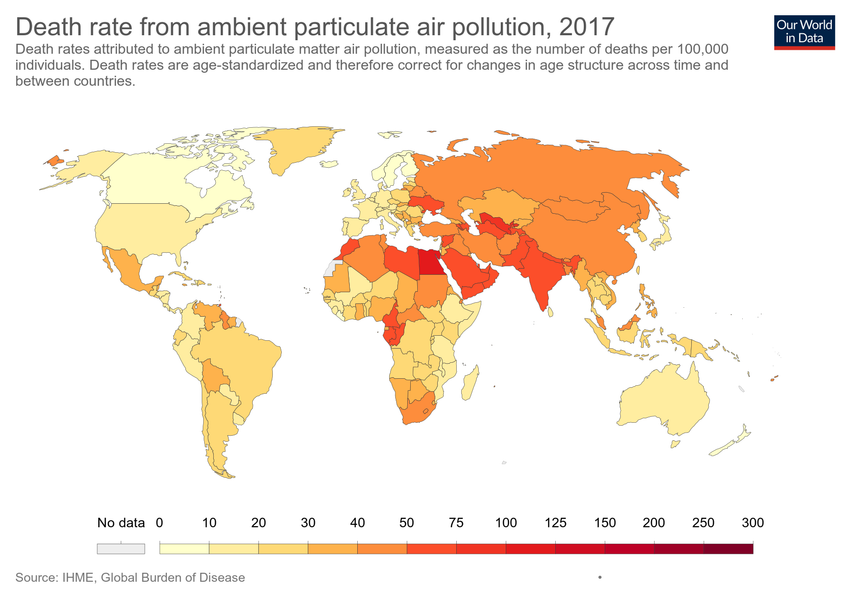 Death rate from ambient particulate air pollution, 2017
Our World
in Data
Death rates attributed to ambient particulate matter air pollution, measured as the number of deaths per 100,000
individuals. Death rates are age-standardized and therefore correct for changes in age structure across time and
between countries.
No data 0 10 20 30 40 50 75 100 125 150 200 250 300
Source: IHME, Global Burden of Disease